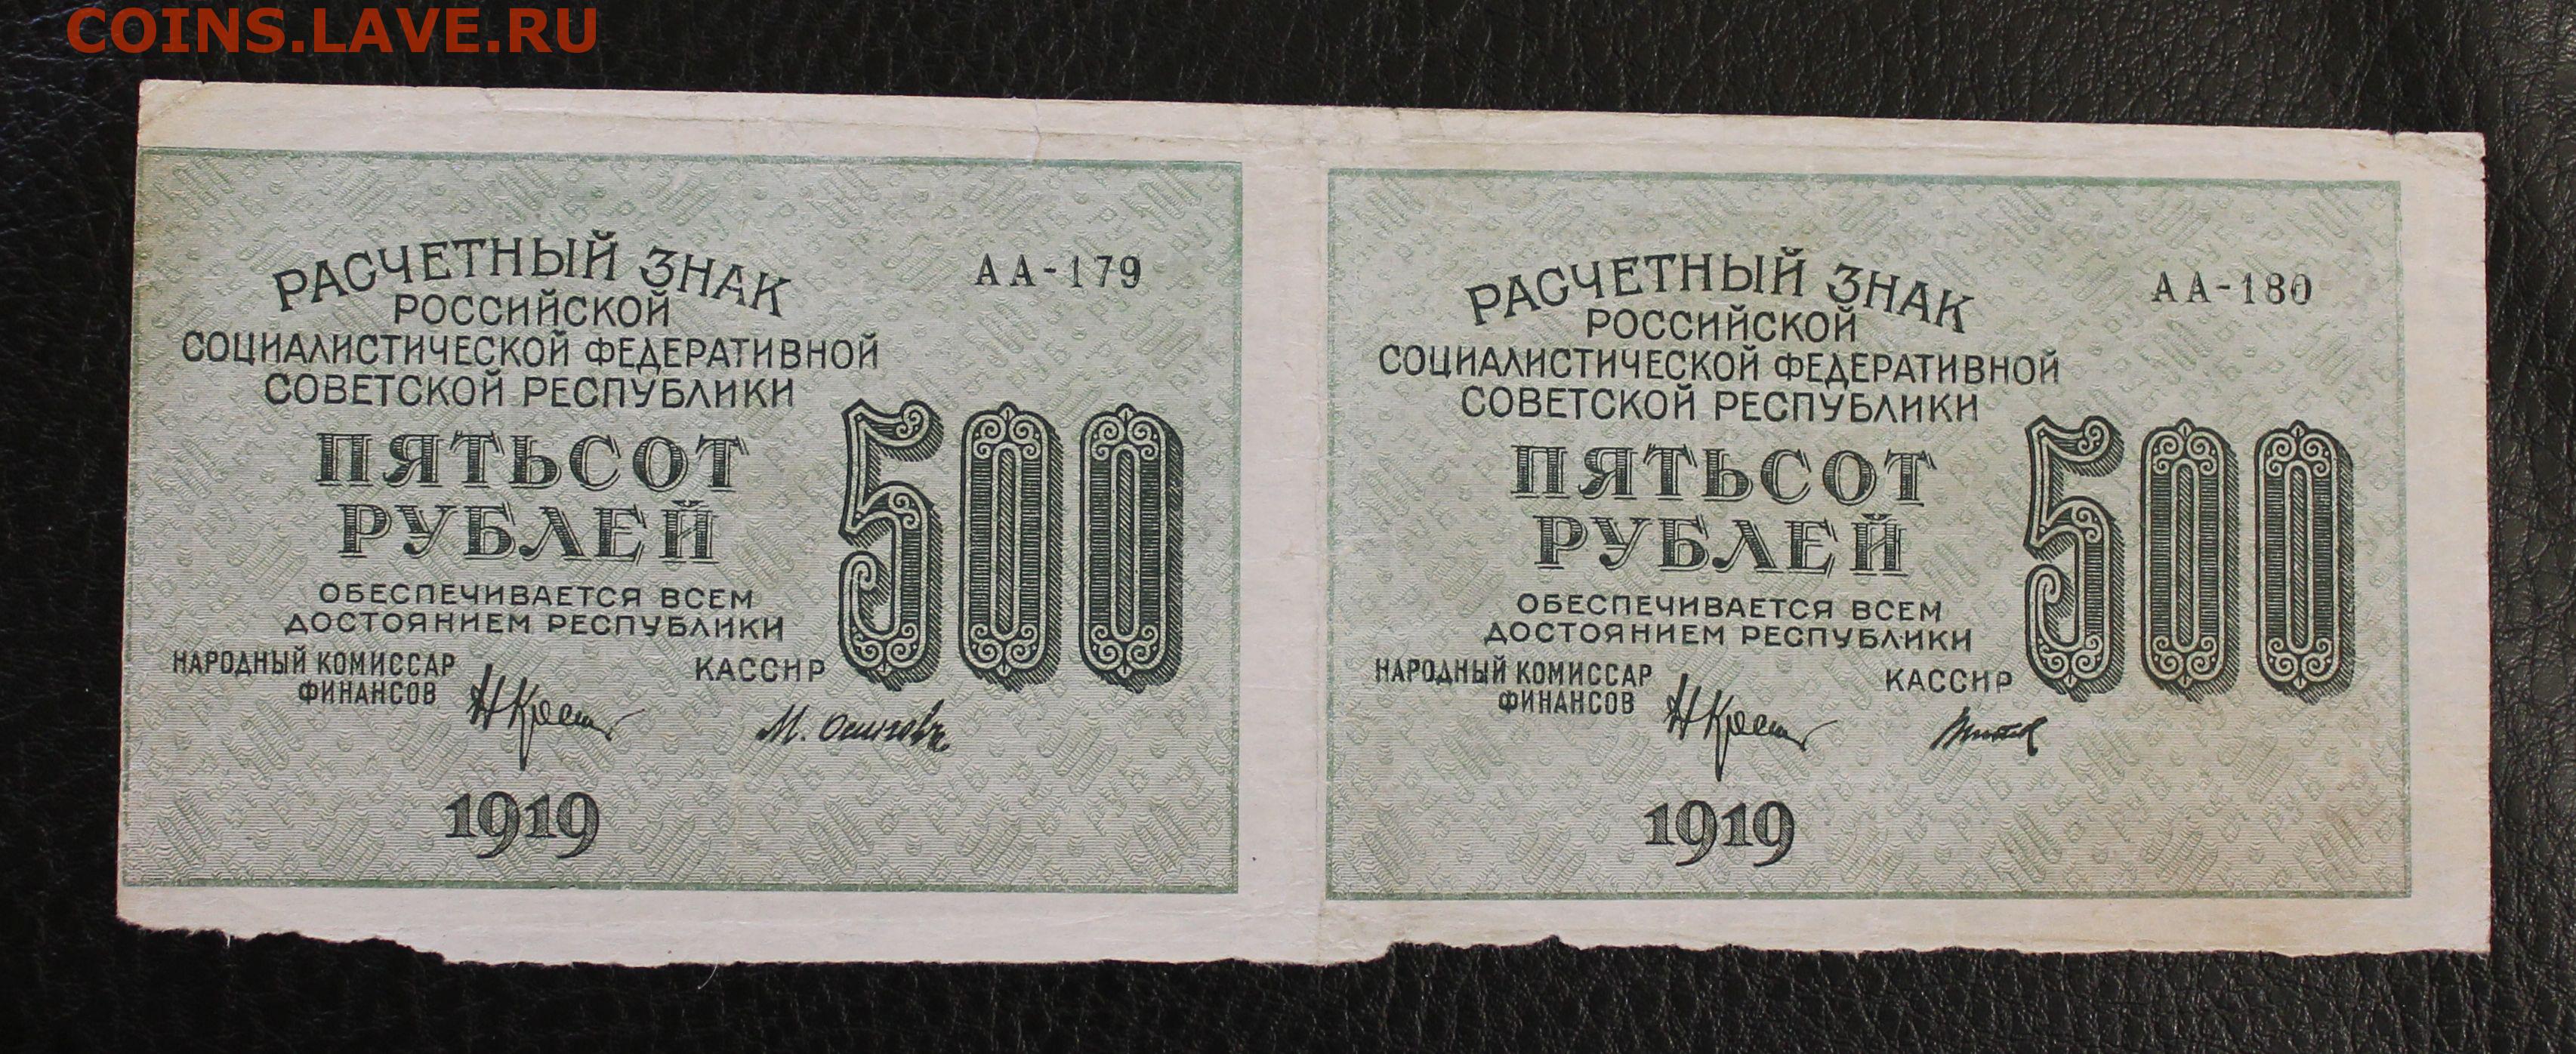 COINS.LAVE.RU
РАСЧЕТНЫЙ ЗНАК
АА-179
РОССИЙСКОЙ
СОЦИАЛИСТИЧЕСКОЙ ФЕДЕРАТИВНОЙ
СОВЕТСКОЙ РЕСПУБЛИКИ
ПЯТЬСОТ
РУБЛЕЙ
500
ОБЕСПЕЧИВАЕТСЯ ВСЕМ
ДОСТОЯНИЕМ РЕСПУБЛИКИ
НАРОДНЫЙ КОМИССАР
ФИНАНСОВ
КАССИР
М. Осиповъ
1919
РАСЧЕТНЫЙ ЗНАК
АА-180
РОССИЙСКОЙ
СОЦИАЛИСТИЧЕСКОЙ ФЕДЕРАТИВНОЙ
СОВЕТСКОЙ РЕСПУБЛИКИ
ПЯТЬСОТ
РУБЛЕЙ
500
ОБЕСПЕЧИВАЕТСЯ ВСЕМ
ДОСТОЯНИЕМ РЕСПУБЛИКИ
НАРОДНЫЙ КОМИССАР
ФИНАНСОВ
КАССИР
1919